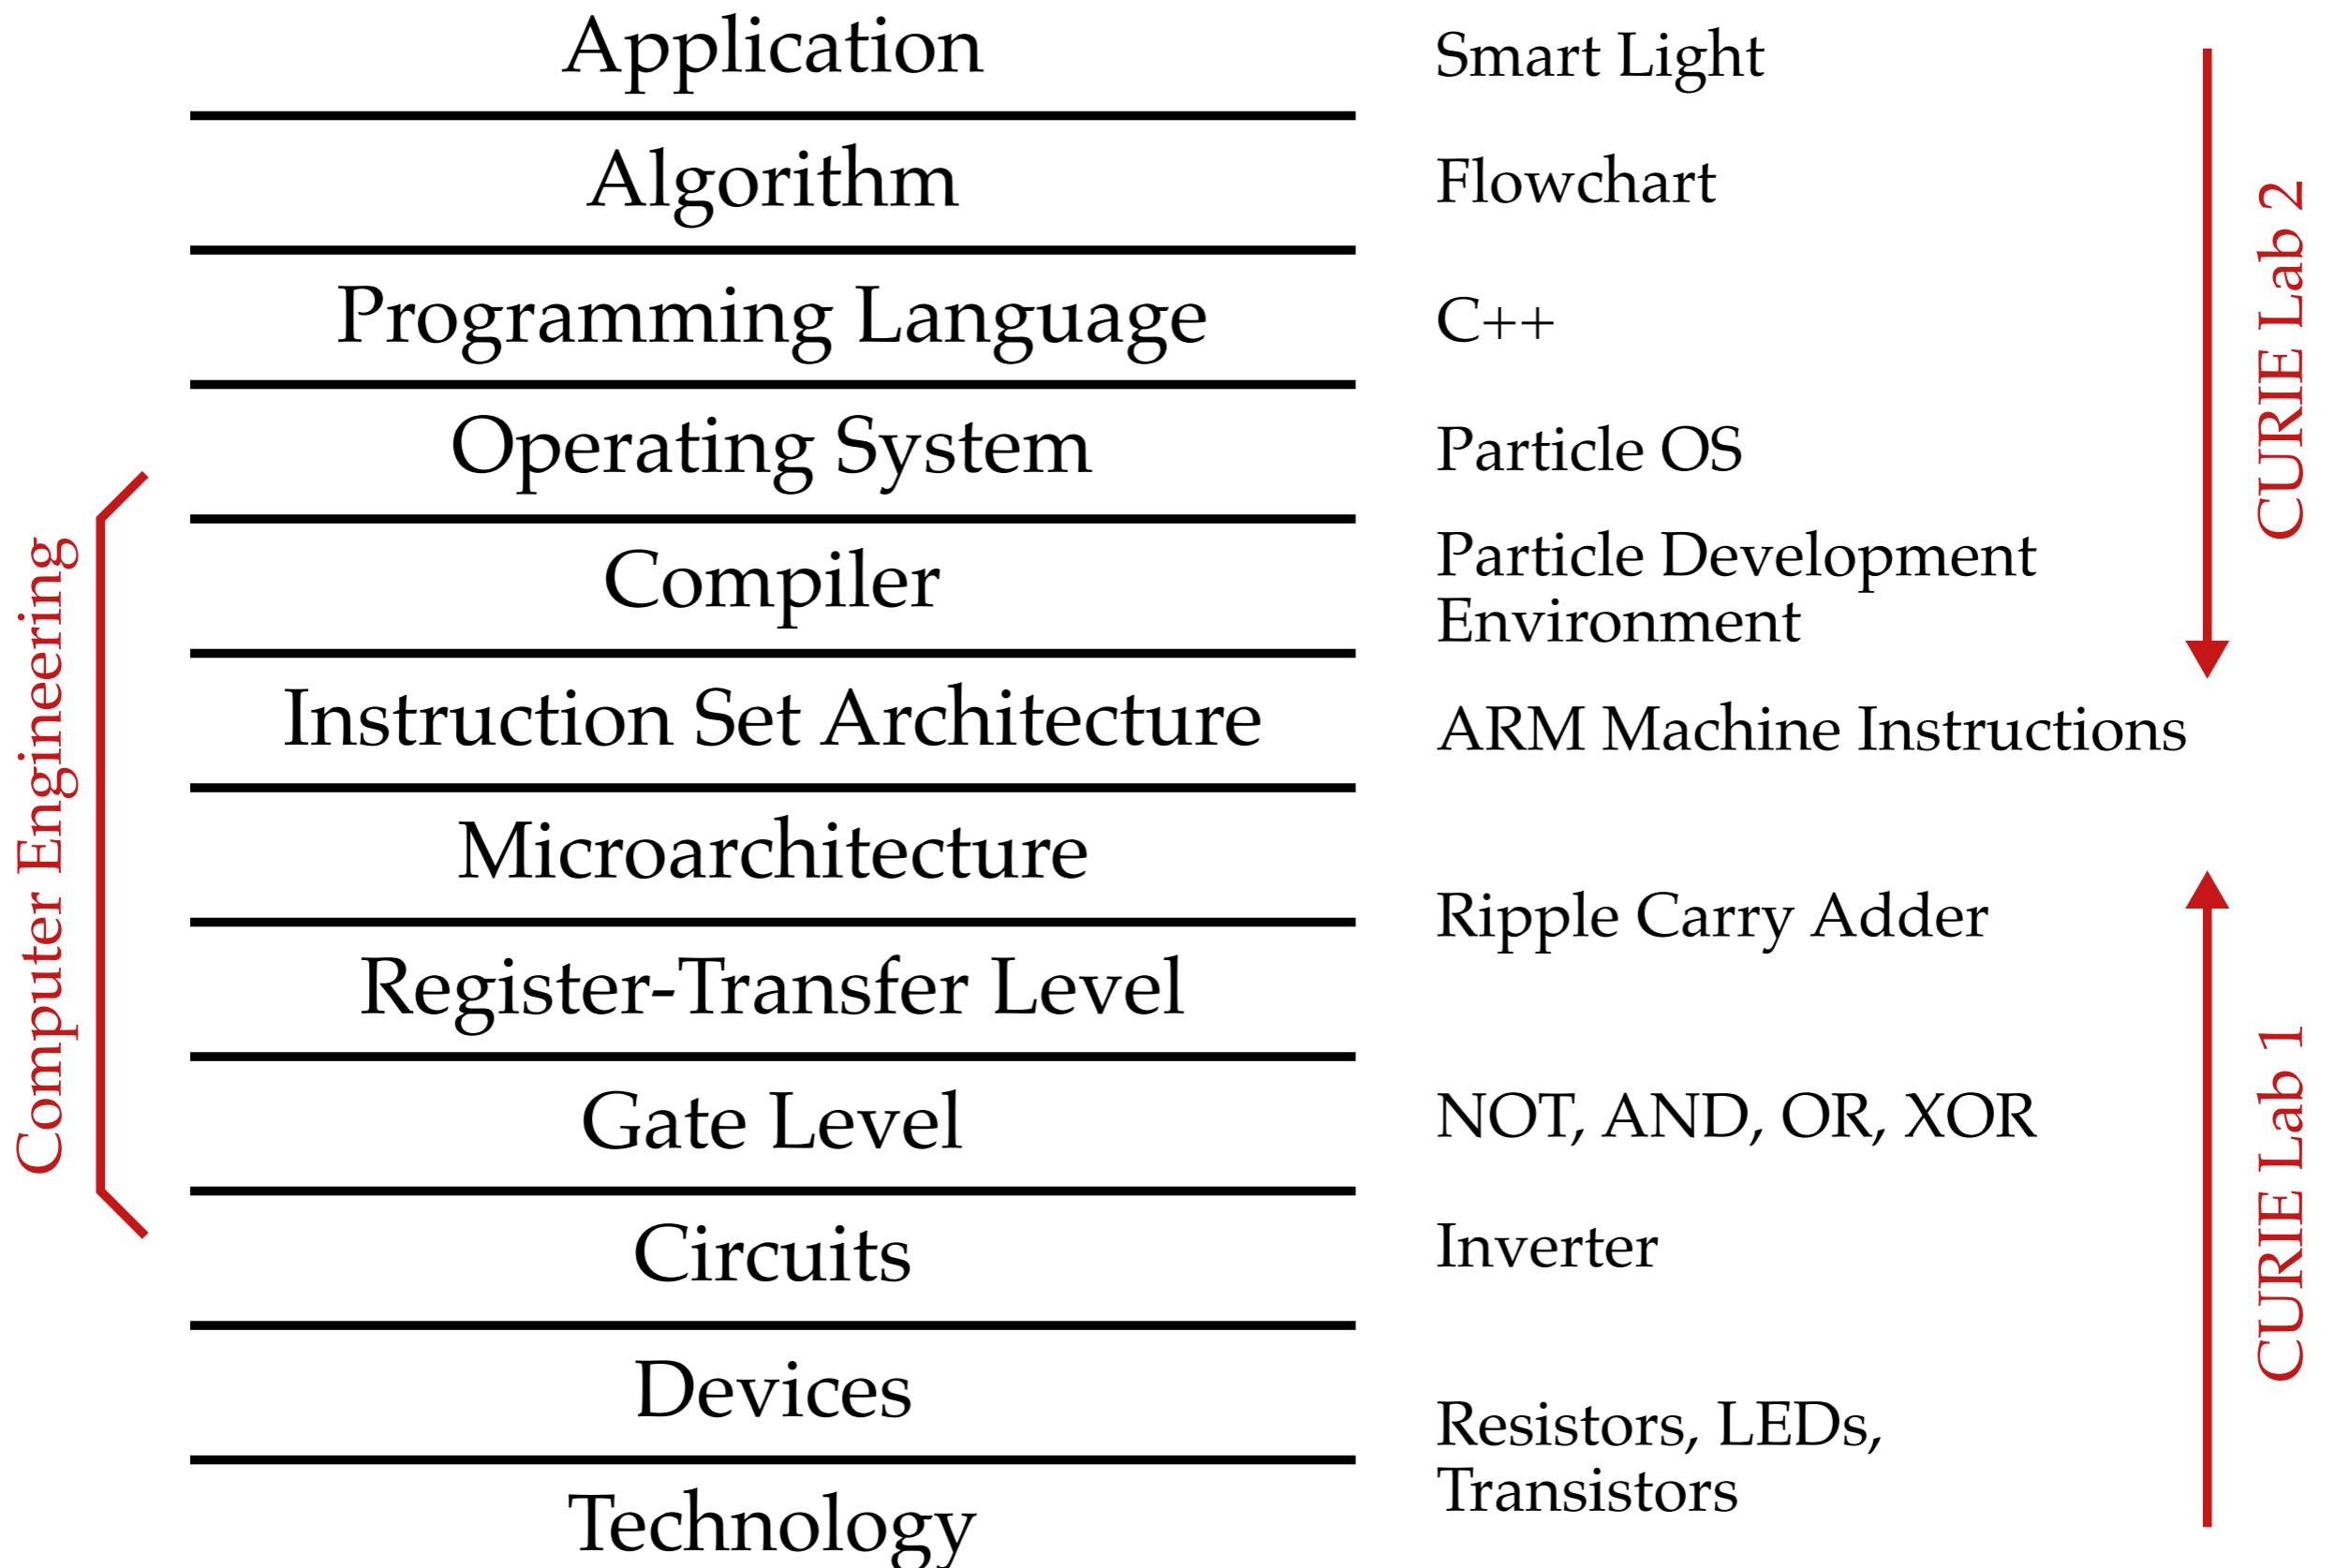 Application
Smart Light
Algorithm
Flowchart
Programming Language
C++
Operating System
Particle OS
Compiler
Particle Development
Environment
Instruction Set Architecture
ARM Machine Instructions
Microarchitecture
Ripple Carry Adder
Register-Transfer Level
Gate Level
NOT, AND, OR, XOR
Circuits
Inverter
Devices
Resistors, LEDs,
Transistors
Technology
Computer Engineering
CURIE Lab 2
CURIE Lab 1